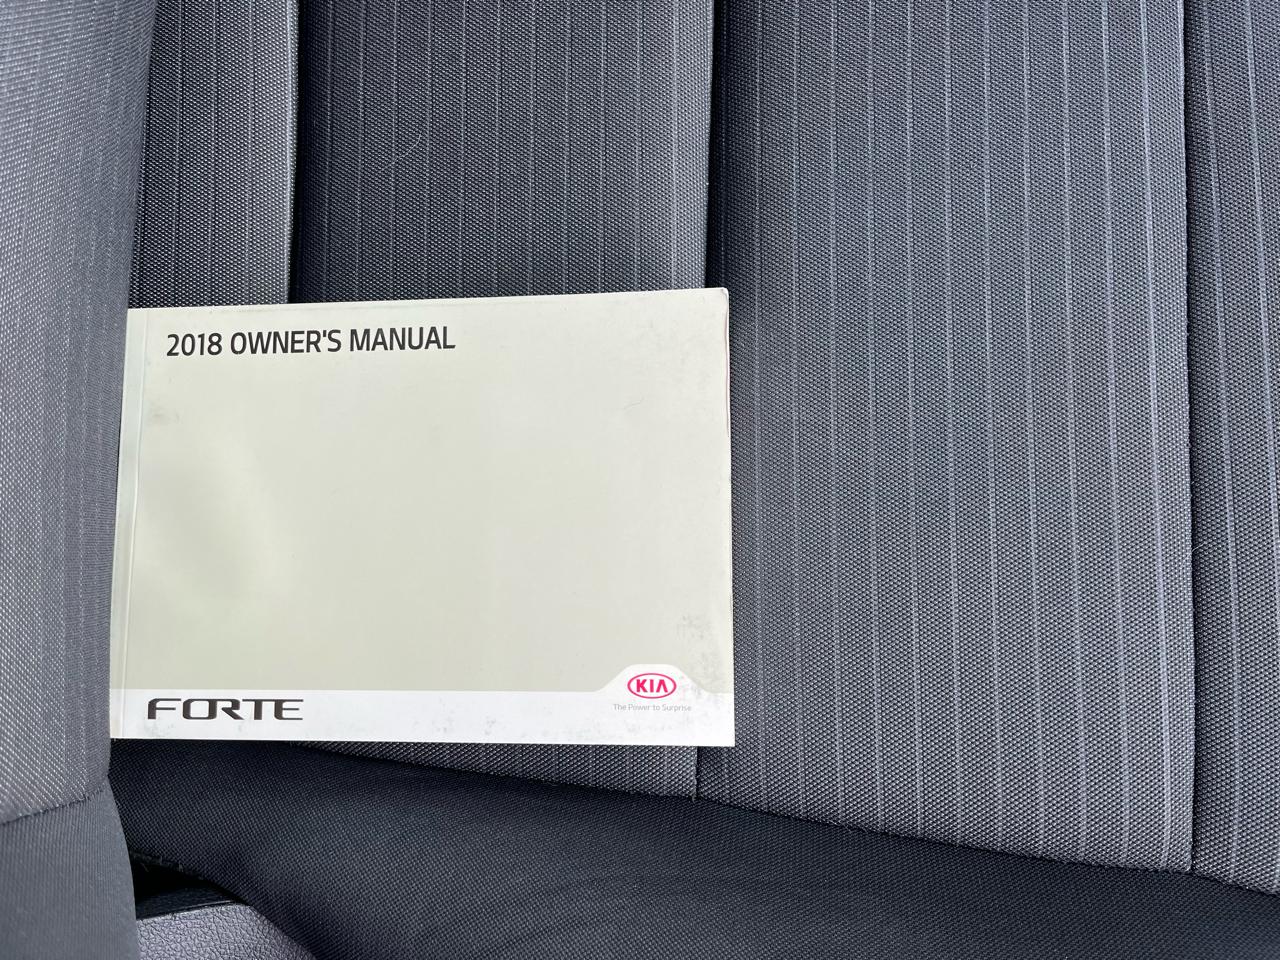 2018 OWNER'S MANUAL
FORTE
KIA
The Power to Surprise